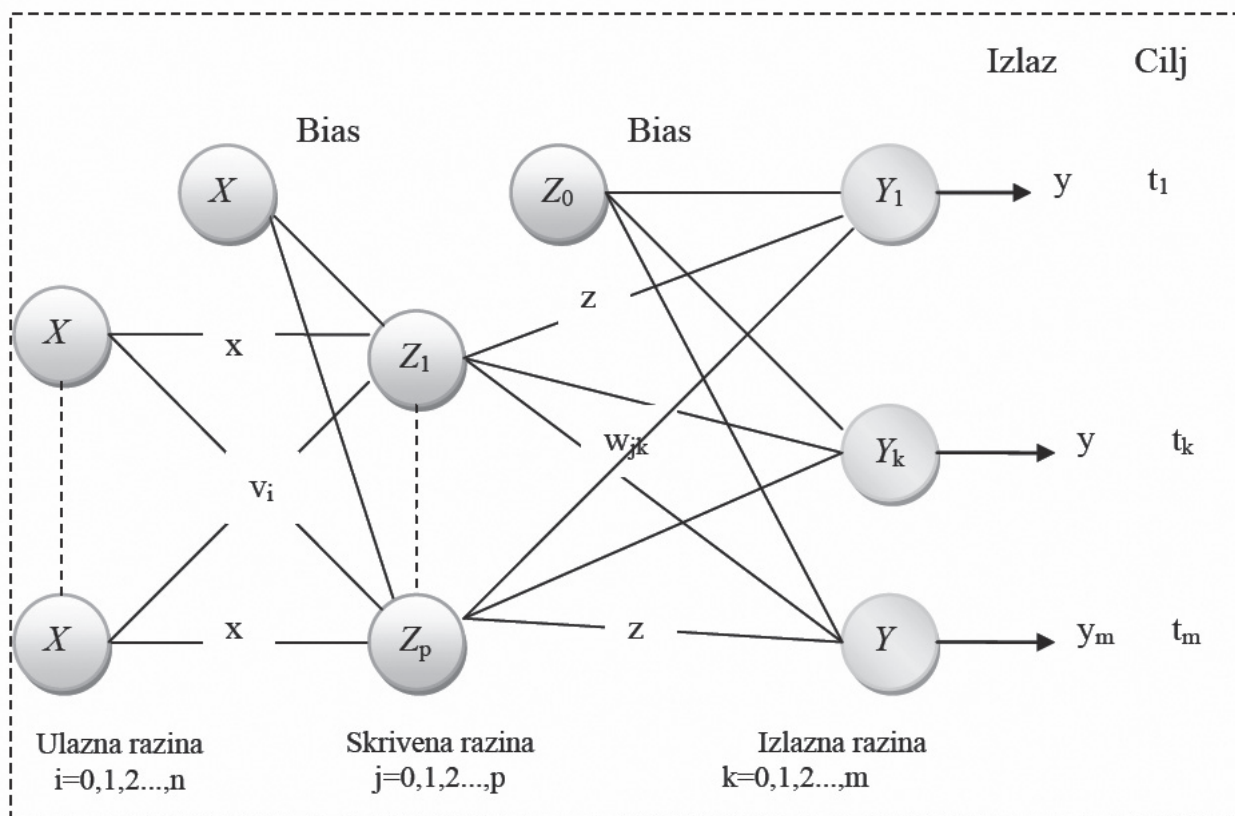 Izlaz Cilj
Bias Bias
X Z₀ Y₁ y t₁
z
X x Z₁
wⱼₖ Yₖ y tₖ
vᵢ
X x Zₚ z Y yₘ tₘ
Ulazna razina Skrivena razina Izlazna razina
i=0,1,2...,n j=0,1,2...,p k=0,1,2...,m